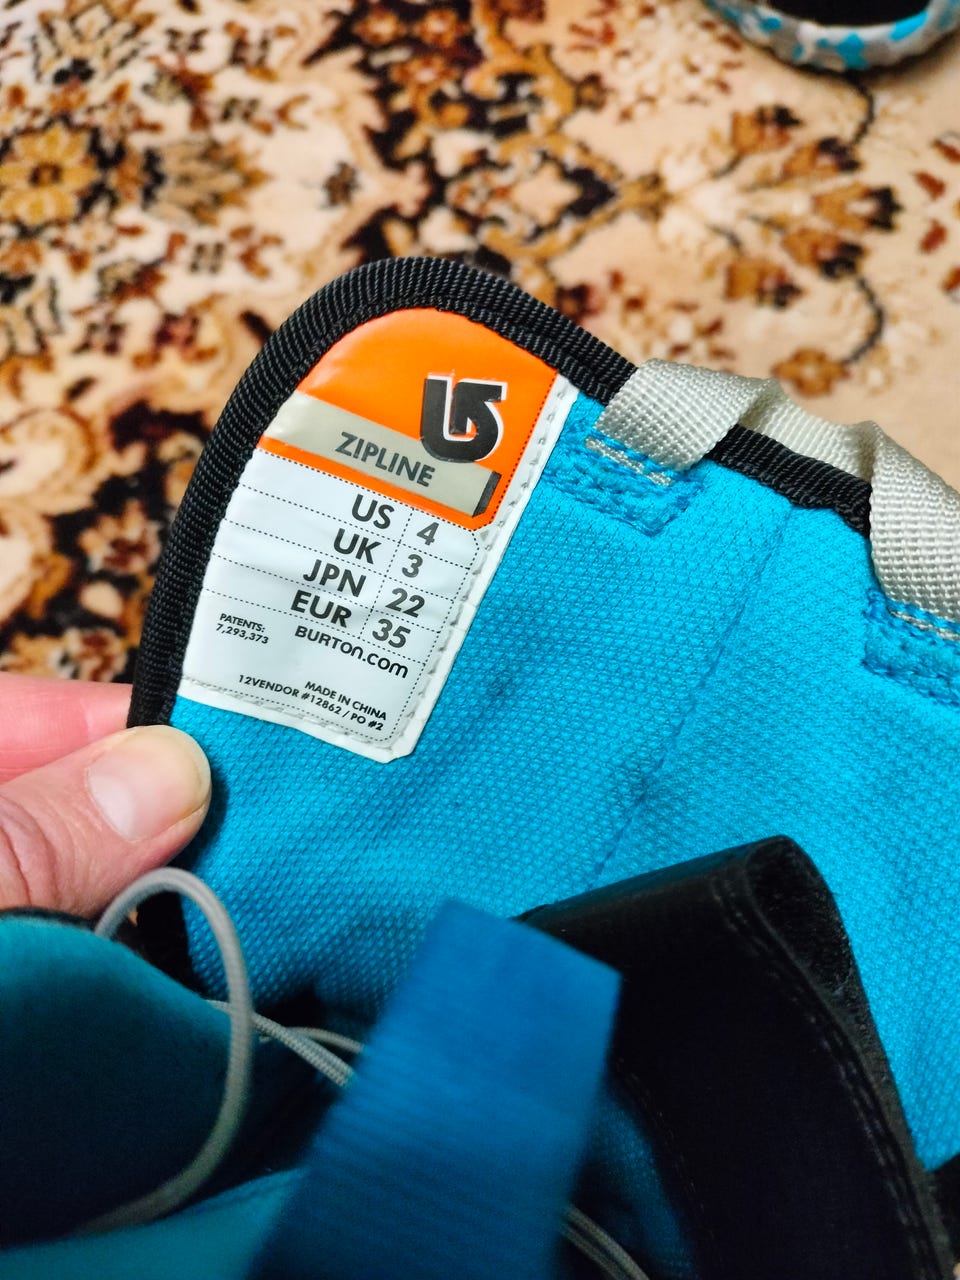 ZIPLINE
US 4
UK 3
JPN 22
EUR 35
PATENTS:
7,293,373
BURTON.COM
MADE IN CHINA
12VENDOR #12862 / PO #2